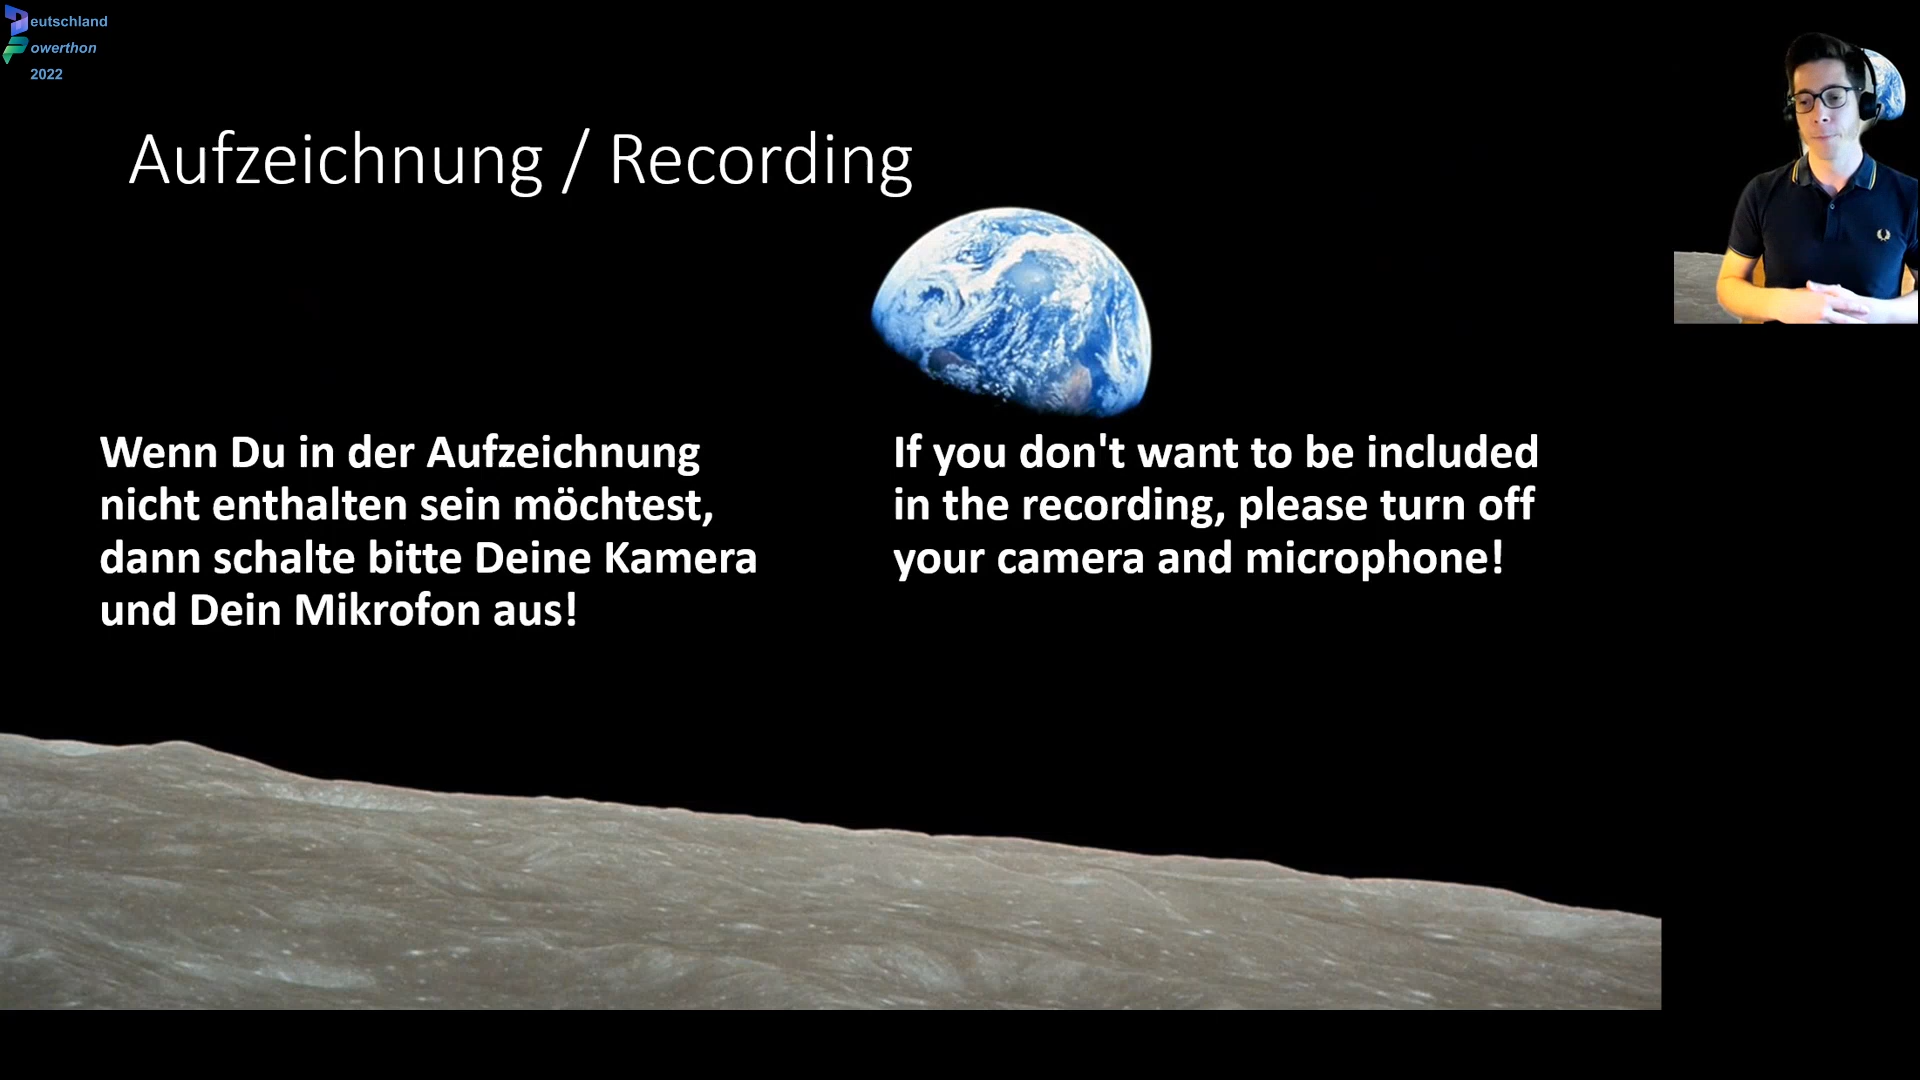 Deutschland
Powerthon
2022
Aufzeichnung / Recording
Wenn Du in der Aufzeichnung
nicht enthalten sein möchtest,
dann schalte bitte Deine Kamera
und Dein Mikrofon aus!
If you don't want to be included
in the recording, please turn off
your camera and microphone!